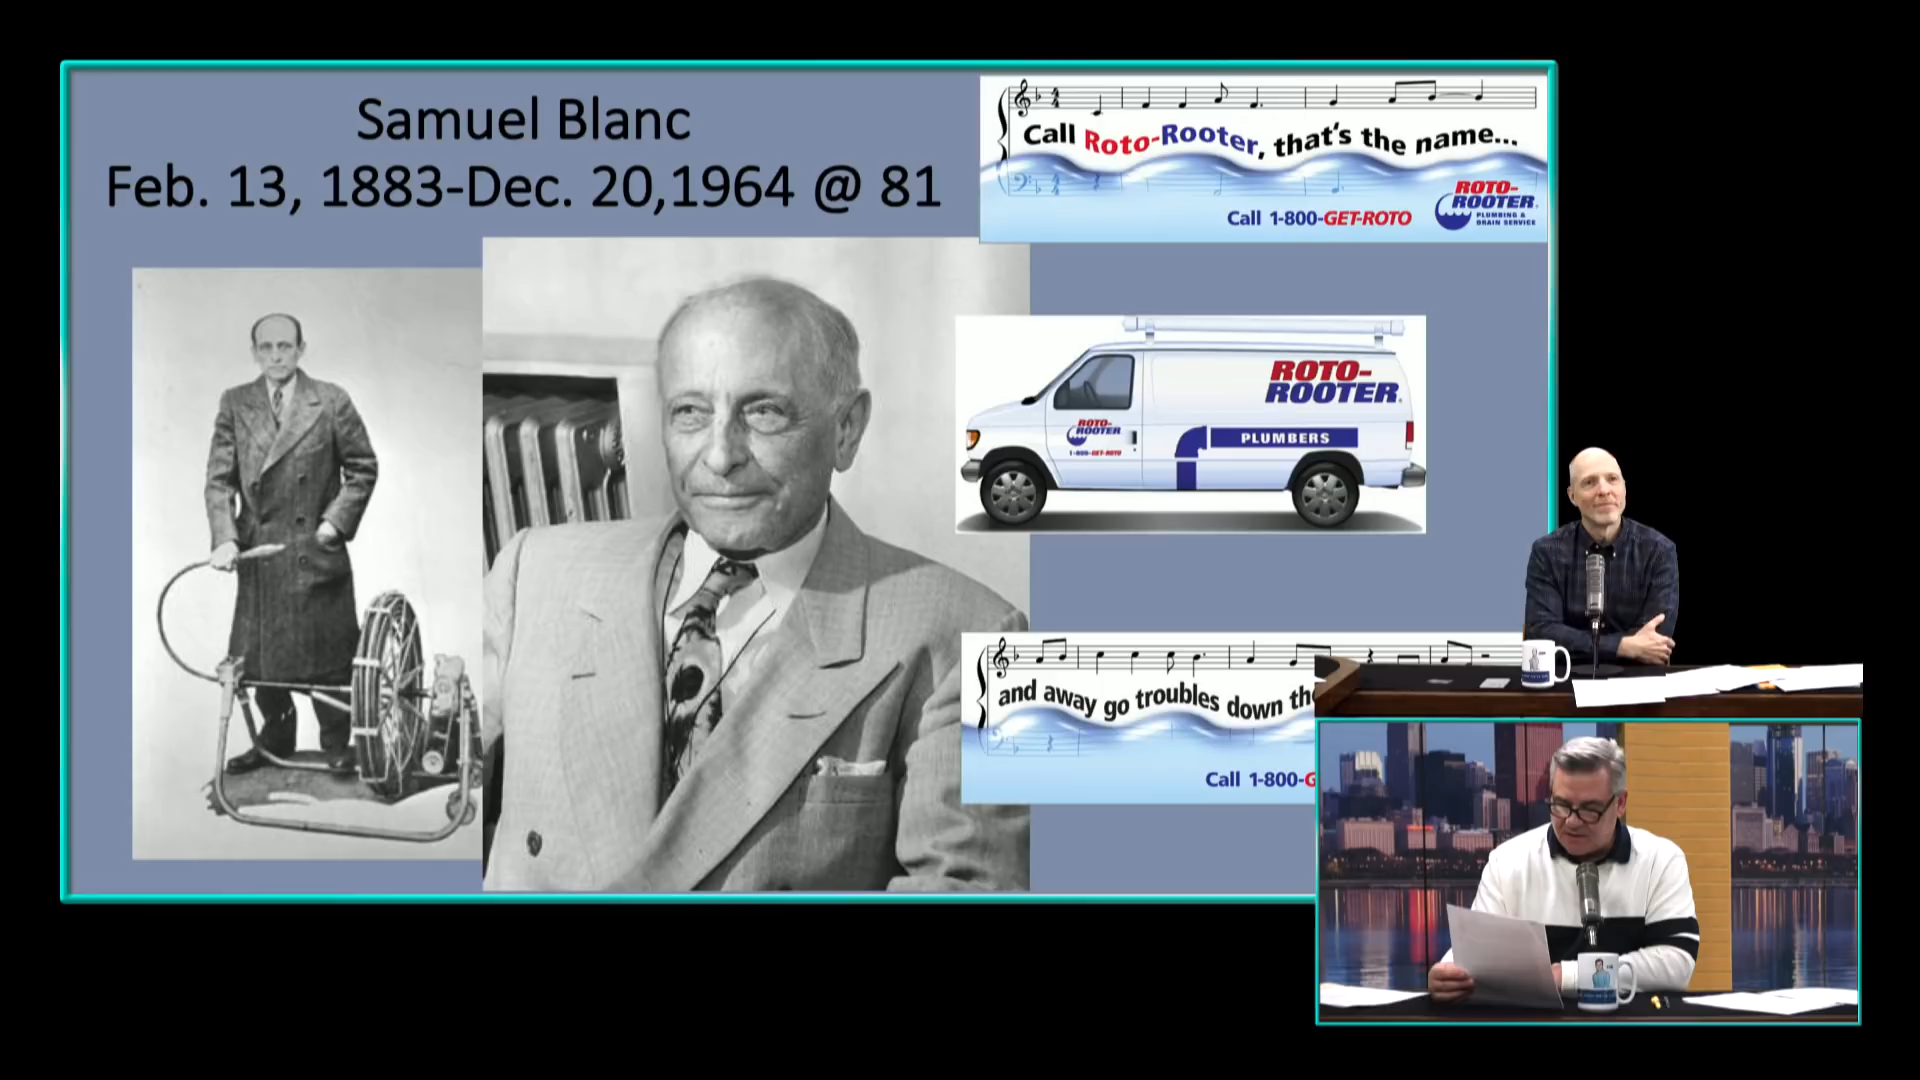 Samuel Blanc
Feb. 13, 1883-Dec. 20,1964 @ 81
Call Roto-Rooter, that's the name...
ROTO-
ROOTER
PLUMBING &
DRAIN SERVICE
Call 1-800-GET-ROTO
ROTO-
ROOTER
ROTO-
ROOTER
1-800-GET-ROTO
PLUMBERS
and away go troubles down the
Call 1-800-G